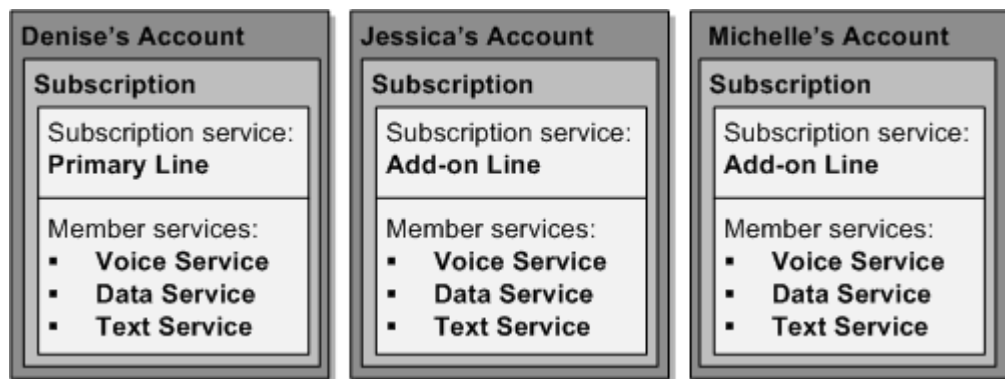 Denise's Account
Subscription
Subscription service:
Primary Line
Member services:
▪ Voice Service
▪ Data Service
▪ Text Service
Jessica's Account
Subscription
Subscription service:
Add-on Line
Member services:
▪ Voice Service
▪ Data Service
▪ Text Service
Michelle's Account
Subscription
Subscription service:
Add-on Line
Member services:
▪ Voice Service
▪ Data Service
▪ Text Service